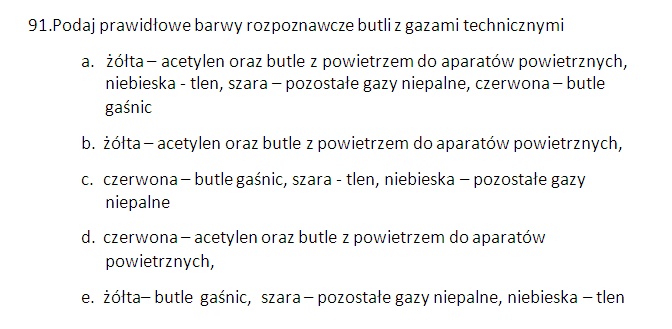 91.Podaj prawidłowe barwy rozpoznawcze butli z gazami technicznymi
a. żółta – acetylen oraz butle z powietrzem do aparatów powietrznych,
niebieska - tlen, szara – pozostałe gazy niepalne, czerwona – butle
gaśnic
b. żółta – acetylen oraz butle z powietrzem do aparatów powietrznych,
c. czerwona – butle gaśnic, szara - tlen, niebieska – pozostałe gazy
niepalne
d. czerwona – acetylen oraz butle z powietrzem do aparatów
powietrznych,
e. żółta– butle gaśnic, szara – pozostałe gazy niepalne, niebieska – tlen